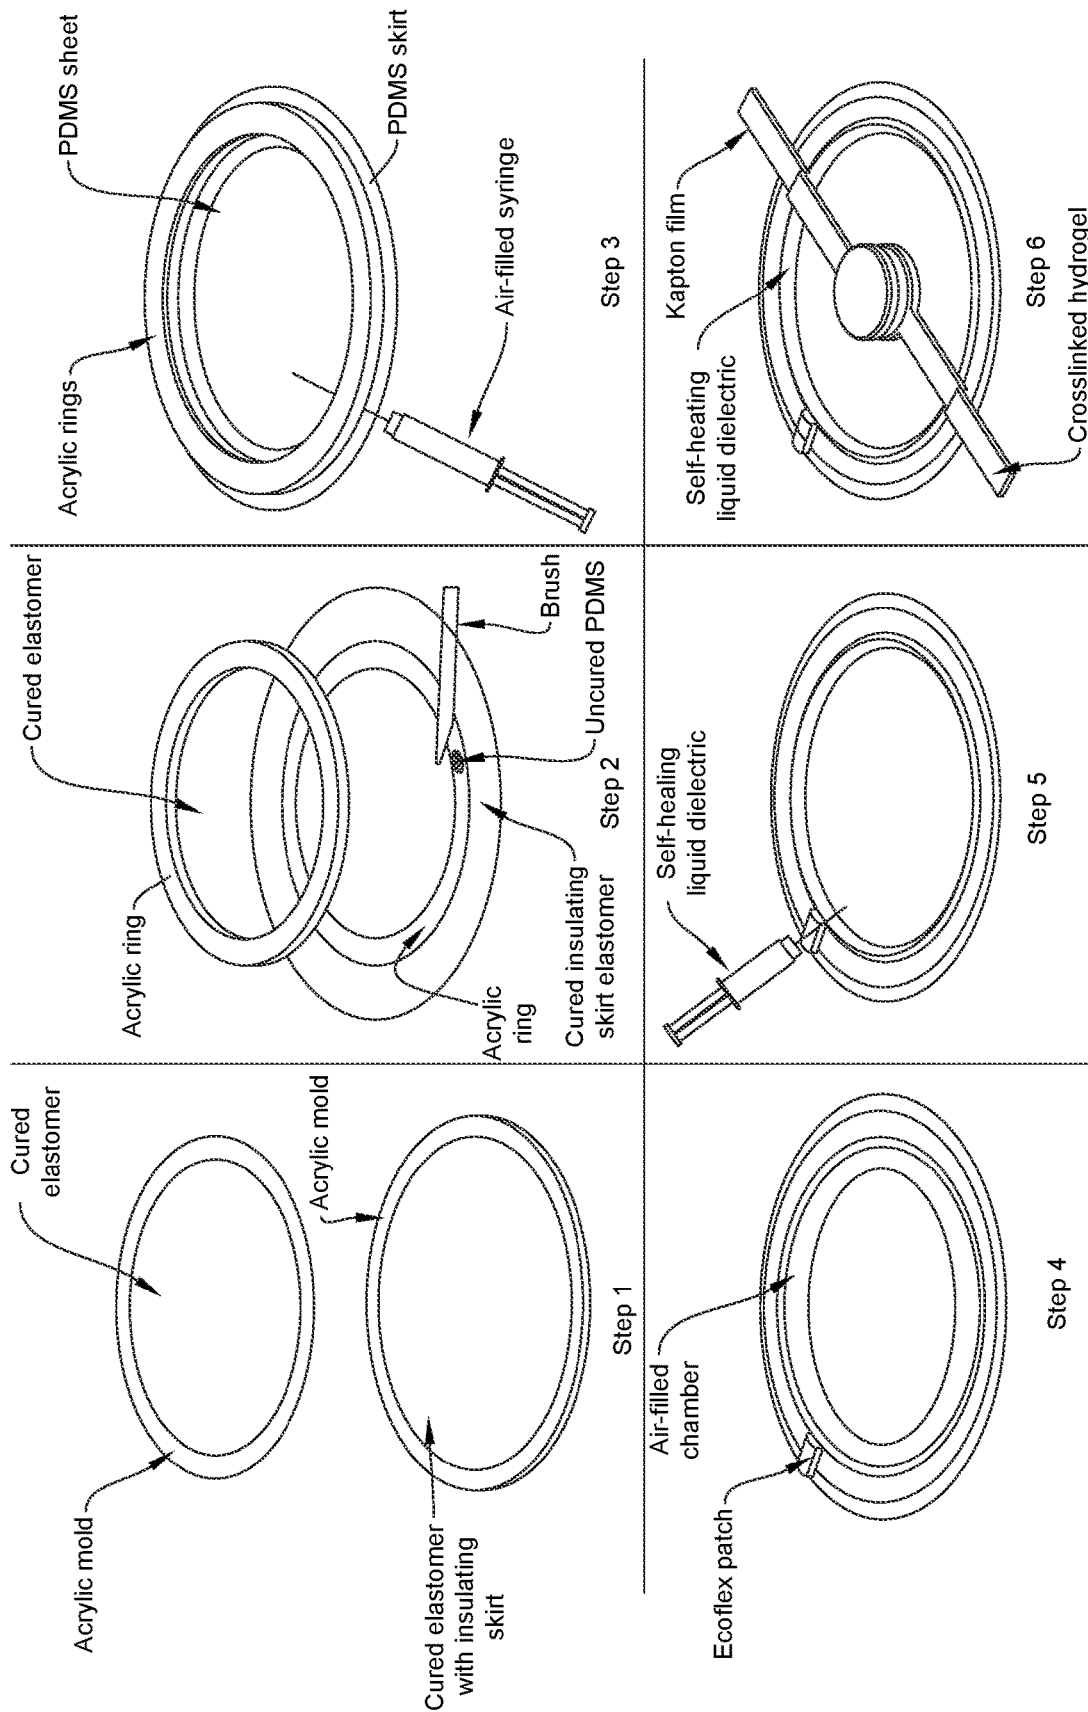 Cured
elastomer
Acrylic mold
Acrylic mold
Cured elastomer
with insulating
skirt
Step 1
Cured elastomer
Acrylic ring
Acrylic
ring
Cured insulating
skirt elastomer
Brush
Uncured PDMS
Step 2
PDMS sheet
Acrylic rings
PDMS skirt
Air-filled syringe
Step 3
Air-filled
chamber
Ecoflex patch
Step 4
Self-healing
liquid dielectric
Step 5
Kapton film
Self-heating
liquid dielectric
Step 6
Crosslinked hydrogel